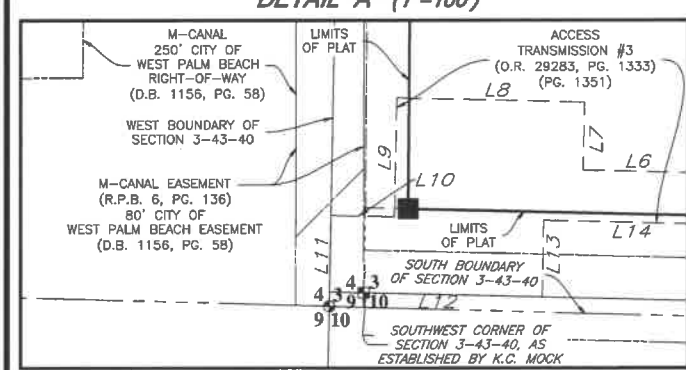 DETAIL "A" (1"=100')
M-CANAL
250' CITY OF
WEST PALM BEACH
RIGHT-OF-WAY
(D.B. 1156, PG. 58)
WEST BOUNDARY OF
SECTION 3-43-40
M-CANAL EASEMENT
(R.P.B. 6, PG. 136)
80' CITY OF
WEST PALM BEACH EASEMENT
(D.B. 1156, PG. 58)
LIMITS
OF PLAT
ACCESS
TRANSMISSION #3
(O.R. 29283, PG. 1333)
(PG. 1351)
L8
L7
L6
L9
L10
L11
LIMITS
OF PLAT
L13
L14
SOUTH BOUNDARY
OF SECTION 3-43-40
L12
4 3
9 10
4 3
9 10
SOUTHWEST CORNER OF
SECTION 3-43-40, AS
ESTABLISHED BY K.C. MOCK